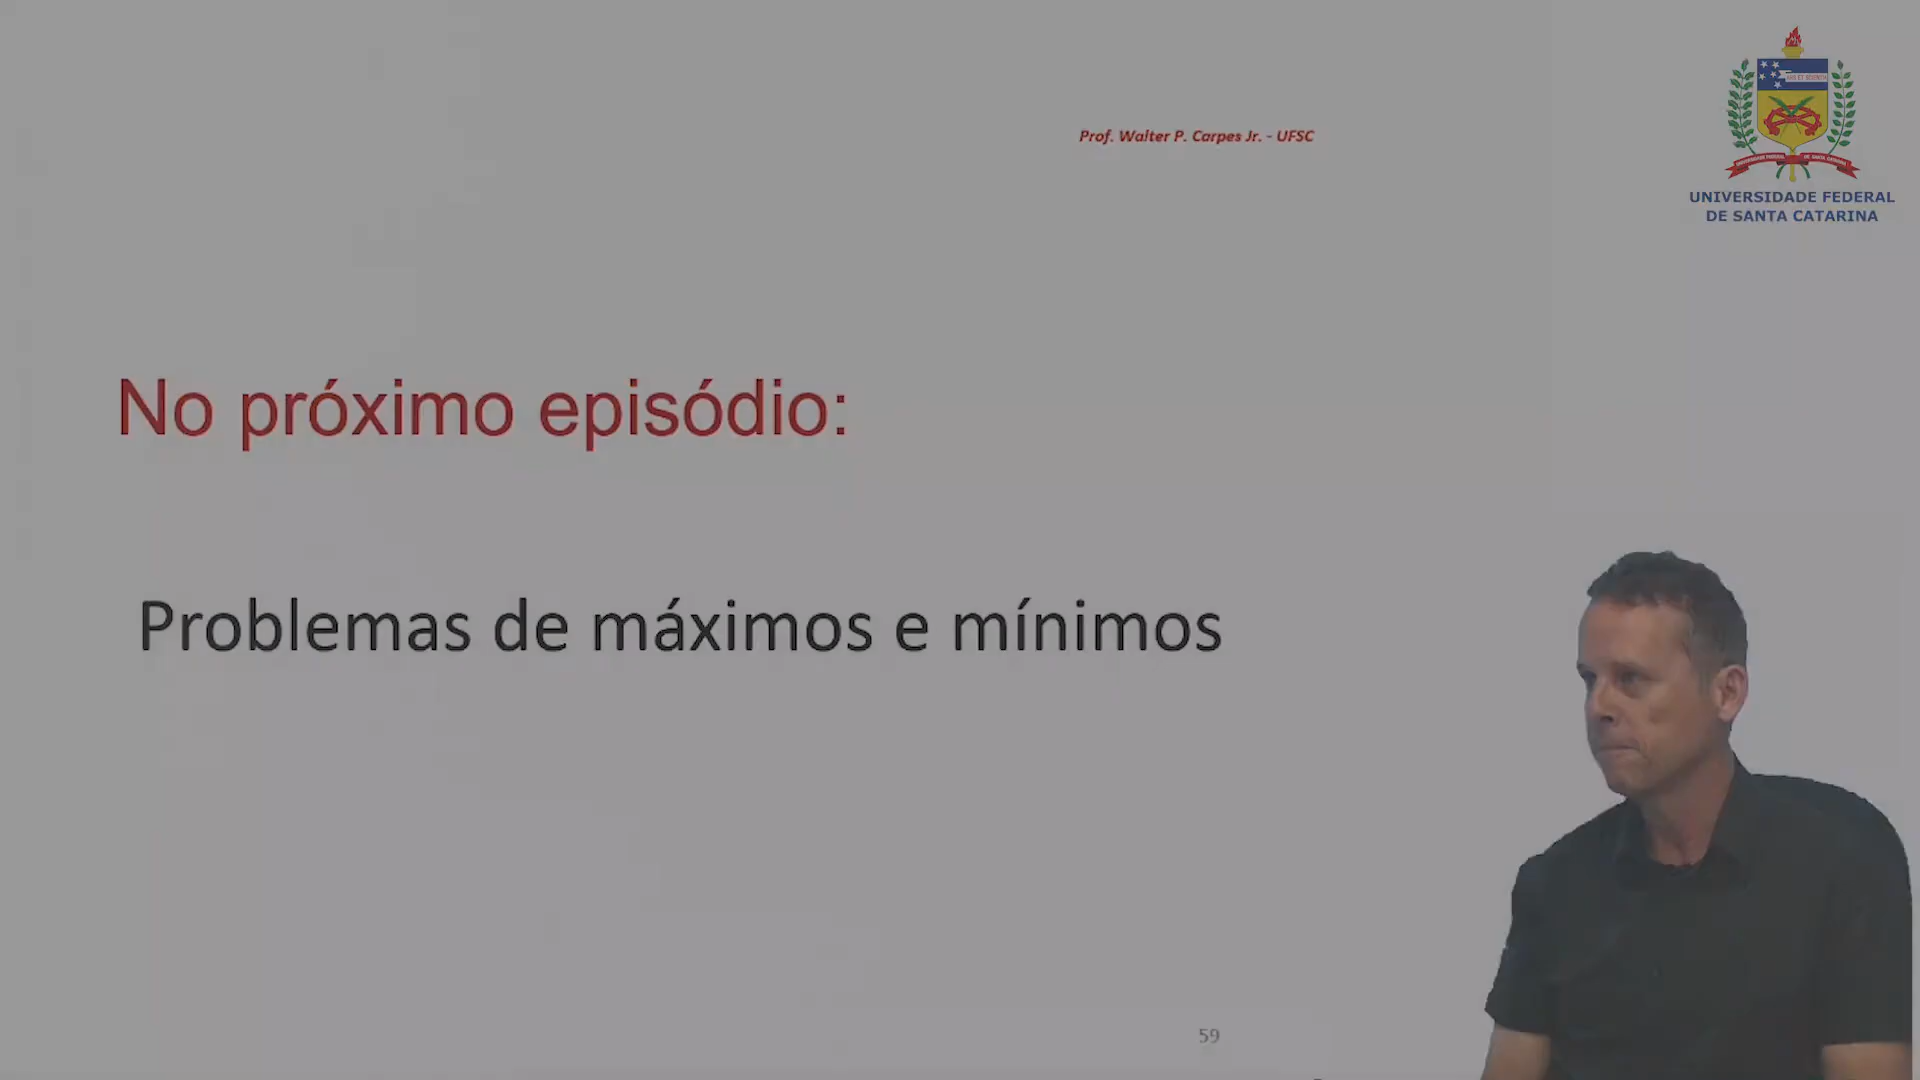 Prof. Walter P. Carpes Jr. - UFSC
UNIVERSIDADE FEDERAL
DE SANTA CATARINA
No próximo episódio:
Problemas de máximos e mínimos
59